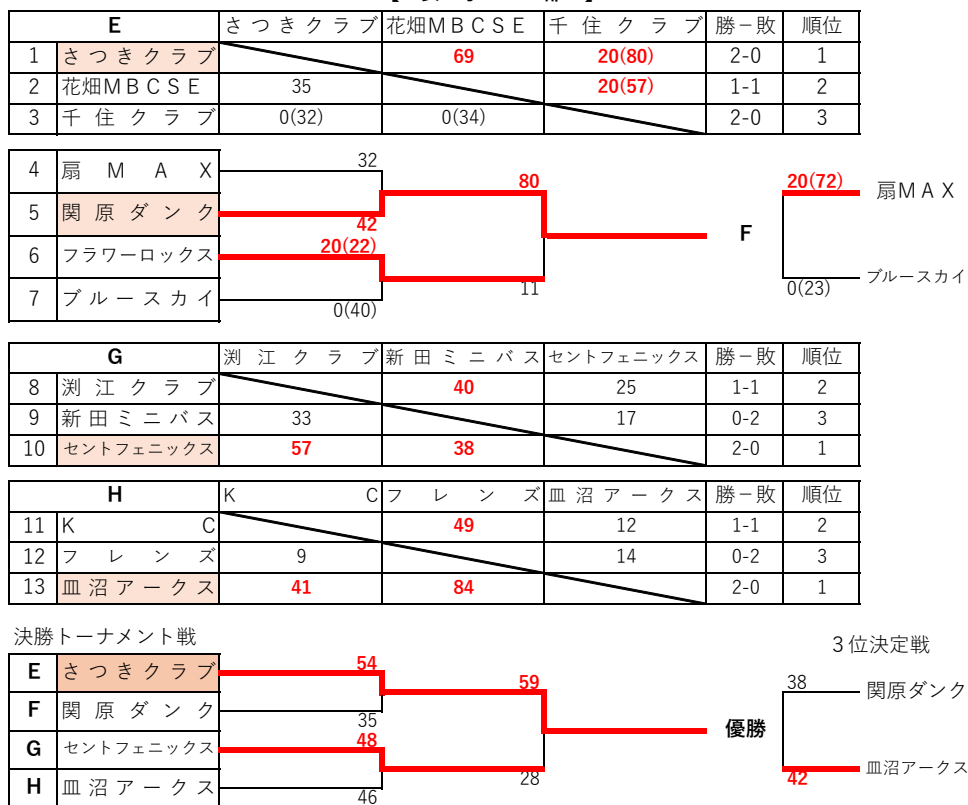 E さつきクラブ 花畑MBCSE 千住クラブ 勝－敗 順位
1 さつきクラブ 69 20(80) 2-0 1
2 花畑MBCSE 35 20(57) 1-1 2
3 千住クラブ 0(32) 0(34) 2-0 3
4 扇MAX 32
80 20(72) 扇MAX
5 関原ダンク 42
F
6 フラワーロックス 20(22)
11 0(23) ブルースカイ
7 ブルースカイ 0(40)
G 渕江クラブ 新田ミニバス セントフェニックス 勝－敗 順位
8 渕江クラブ 40 25 1-1 2
9 新田ミニバス 33 17 0-2 3
10 セントフェニックス 57 38 2-0 1
H KC フレンズ 皿沼アークス 勝－敗 順位
11 KC 49 12 1-1 2
12 フレンズ 9 14 0-2 3
13 皿沼アークス 41 84 2-0 1
決勝トーナメント戦 3位決定戦
E さつきクラブ 54
59 38 関原ダンク
F 関原ダンク 35
優勝
G セントフェニックス 48
28 42 皿沼アークス
H 皿沼アークス 46